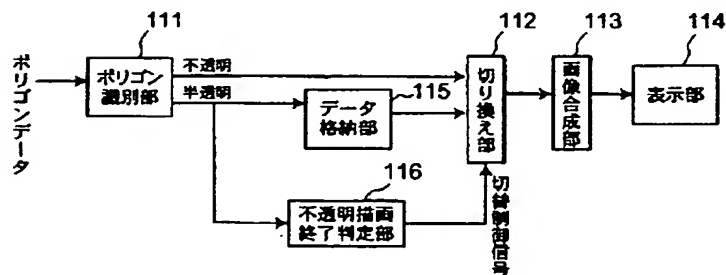 111
112
113
114
ポリゴンデータ
ポリゴン
識別部
不透明
半透明
データ
格納部
115
切り換え部
画像合成部
表示部
116
不透明描画
終了判定部
切替制御信号